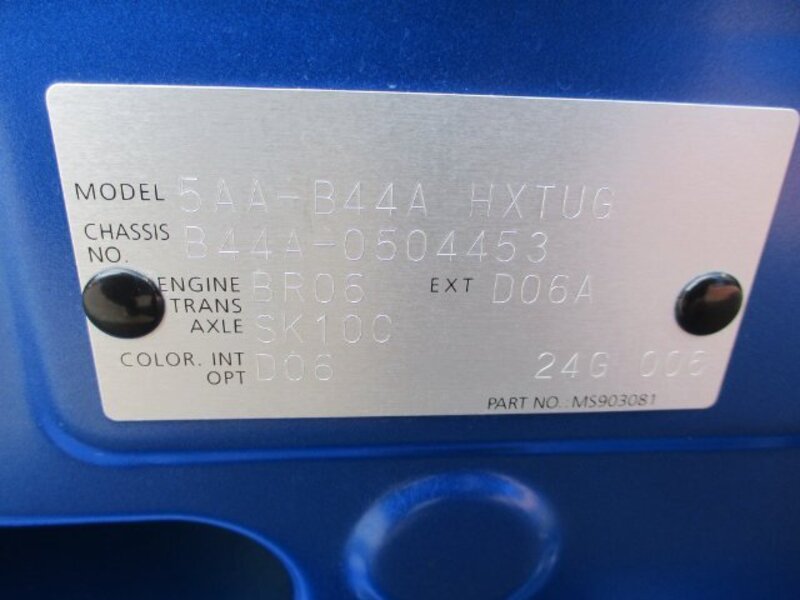 MODEL 5AA-B44A HXTUG
CHASSIS NO. B44A-0504453
ENGINE BR06 EXT D06A
TRANS AXLE SK10C
COLOR. INT D06
OPT 24G
PART NO.: MS903081